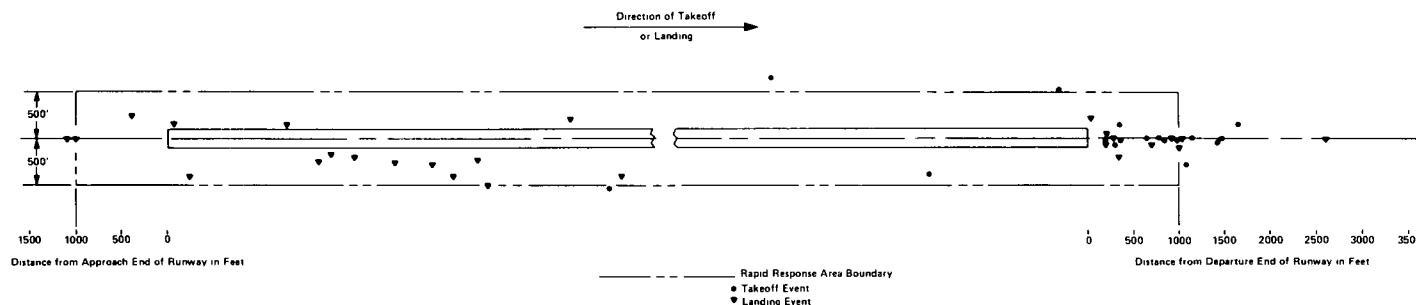 Direction of Takeoff
or Landing
500'
500'
1500 1000 500 0
0 500 1000 1500 2000 2500 3000 350
Distance from Approach End of Runway in Feet
Distance from Departure End of Runway in Feet
Rapid Response Area Boundary
Takeoff Event
Landing Event